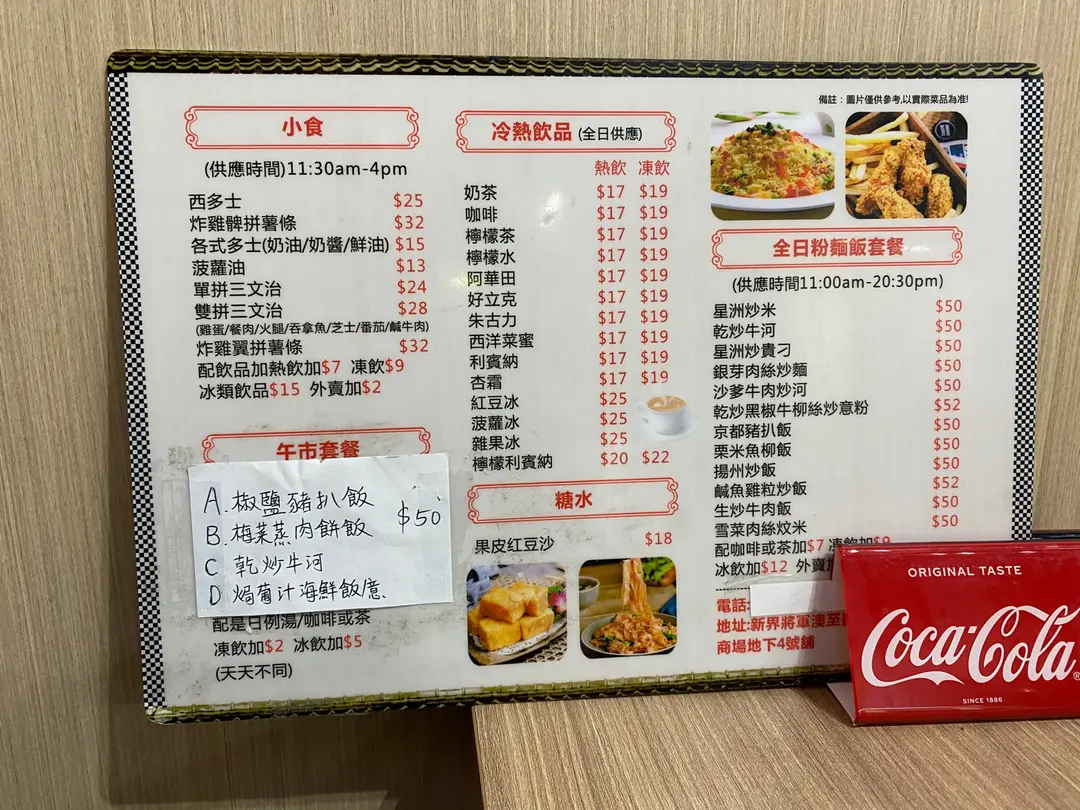 小食
(供應時間)11:30am-4pm
西多士 $25
炸雞髀拼薯條 $32
各式多士(奶油/奶醬/鮮油) $15
菠蘿油 $13
單拼三文治 $24
雙拼三文治 $28
(雞蛋/餐肉/火腿/吞拿魚/芝士/番茄/鹹牛肉)
炸雞翼拼薯條 $32
配飲品加熱飲加$7 凍飲$9
冰類飲品$15 外賣加$2
午市套餐
A. 椒鹽豬扒飯
B. 梅菜蒸肉餅飯 $50
C 乾炒牛河
D 焗葡汁海鮮飯意
配是日例湯/咖啡或茶
凍飲加$2 冰飲加$5
(天天不同)
冷熱飲品 (全日供應)
熱飲 凍飲
奶茶 $17 $19
咖啡 $17 $19
檸檬茶 $17 $19
檸檬水 $17 $19
阿華田 $17 $19
好立克 $17 $19
朱古力 $17 $19
西洋菜蜜 $17 $19
利賓納 $17 $19
杏霜 $17 $19
紅豆冰 $25
菠蘿冰 $25
雜果冰 $25
檸檬利賓納 $20 $22
糖水
果皮紅豆沙 $18
備註：圖片僅供參考,以實際菜品為准!
全日粉麵飯套餐
(供應時間11:00am-20:30pm)
星洲炒米 $50
乾炒牛河 $50
星洲炒貴刁 $50
銀芽肉絲炒麵 $50
沙爹牛肉炒河 $50
乾炒黑椒牛柳絲炒意粉 $52
京都豬扒飯 $50
栗米魚柳飯 $50
揚州炒飯 $50
鹹魚雞粒炒飯 $52
生炒牛肉飯 $50
雪菜肉絲炆米 $50
配咖啡或茶加$7 凍飲加$9
冰飲加$12 外賣
電話:
地址:新界將軍澳至
商場地下4號舖
ORIGINAL TASTE
Coca-Cola
SINCE 1886